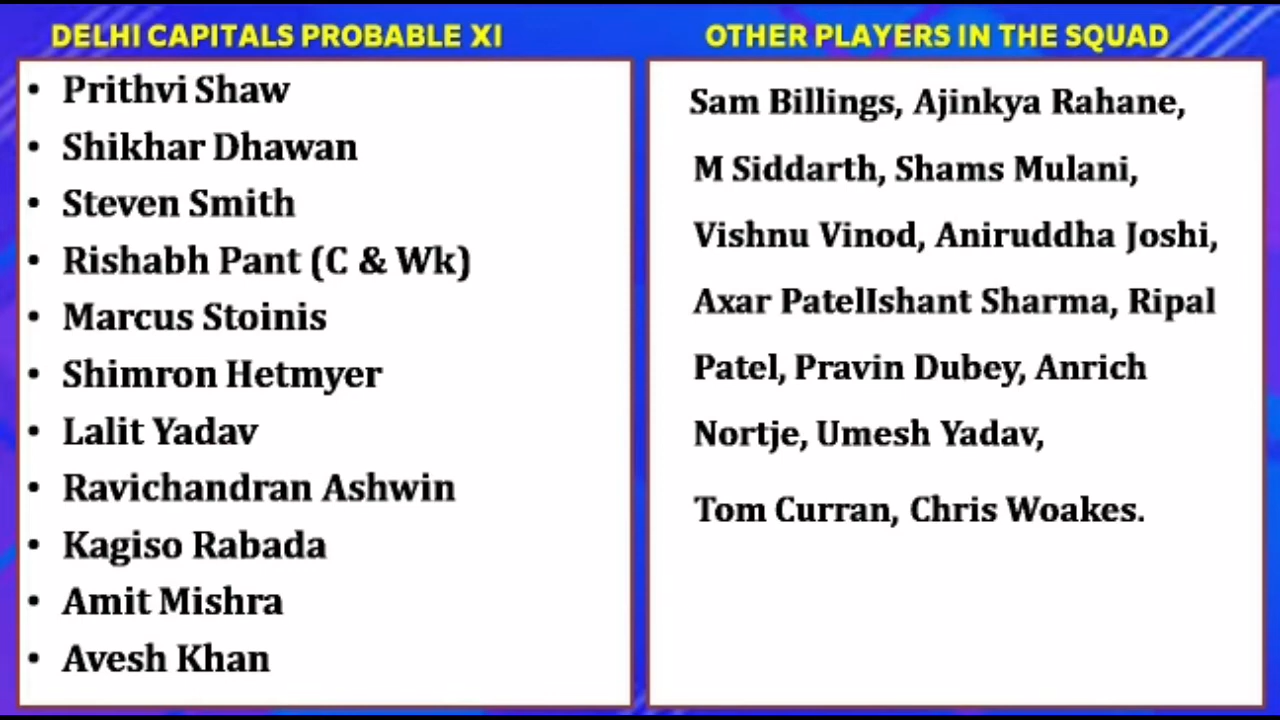 DELHI CAPITALS PROBABLE XI
• Prithvi Shaw
• Shikhar Dhawan
• Steven Smith
• Rishabh Pant (C & Wk)
• Marcus Stoinis
• Shimron Hetmyer
• Lalit Yadav
• Ravichandran Ashwin
• Kagiso Rabada
• Amit Mishra
• Avesh Khan
OTHER PLAYERS IN THE SQUAD
Sam Billings, Ajinkya Rahane,
M Siddarth, Shams Mulani,
Vishnu Vinod, Aniruddha Joshi,
Axar PatelIshant Sharma, Ripal
Patel, Pravin Dubey, Anrich
Nortje, Umesh Yadav,
Tom Curran, Chris Woakes.